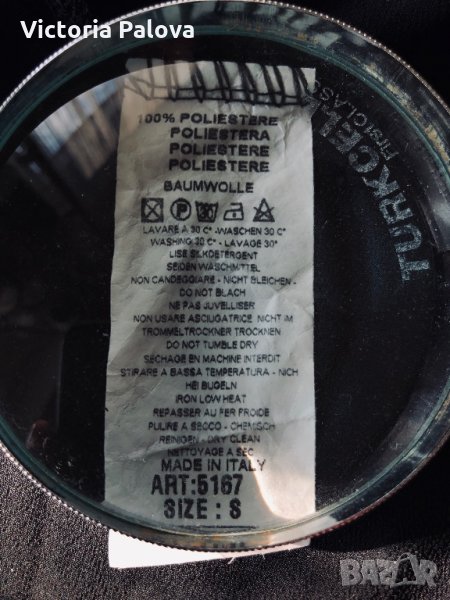 Victoria Palova
100% POLIESTERE
POLIESTERA
POLIESTERE
POLIESTERE
BAUMWOLLE
P 30
LAVARE A 30 C° -WASCHEN 30 C°
WASHING 30 C° - LAVAGE 30°
LISE SILKDETERGENT
SEIDEN WASCHMITTEL
NON CANDEGGIARE - NICHT BLEICHEN -
DO NOT BLACH
NE PAS JUVELLISER
NON USARE ASCIUGATRICE NICHT IM
TROMMELTROCKNER TROCKNEN
DO NOT TUMBLE DRY
SECHAGE EN MACHINE INTERDIT
STIRARE A BASSA TEMPERATURA - NICH
HEI BUGELN
IRON LOW HEAT
REPASSER AU FER FROIDE
PULIRE A SECCO - CHEMISCH
REINIGEN - DRY CLEAN
NETTOYAGE A SEC
MADE IN ITALY
ART:5167
SIZE : S
TURKCELL
FIRSTCLASS
BAZAR